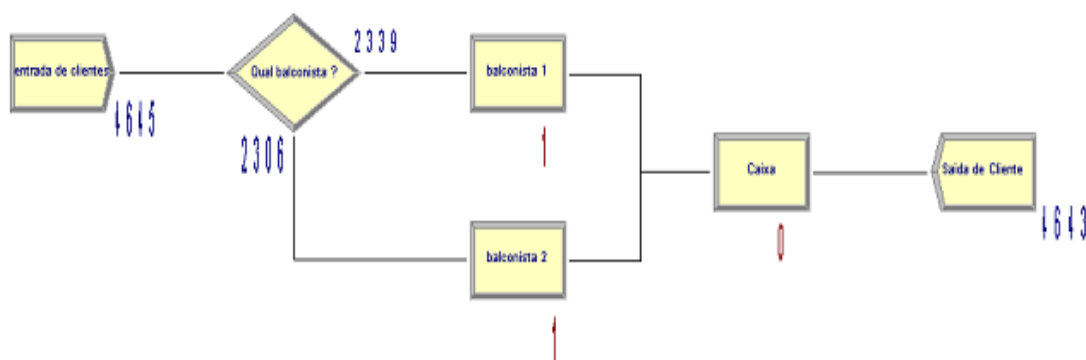 entrada de clientes
4645
Qual balconista ?
2339
2306
balconista 1
1
balconista 2
1
Caixa
0
Saída de Cliente
4643